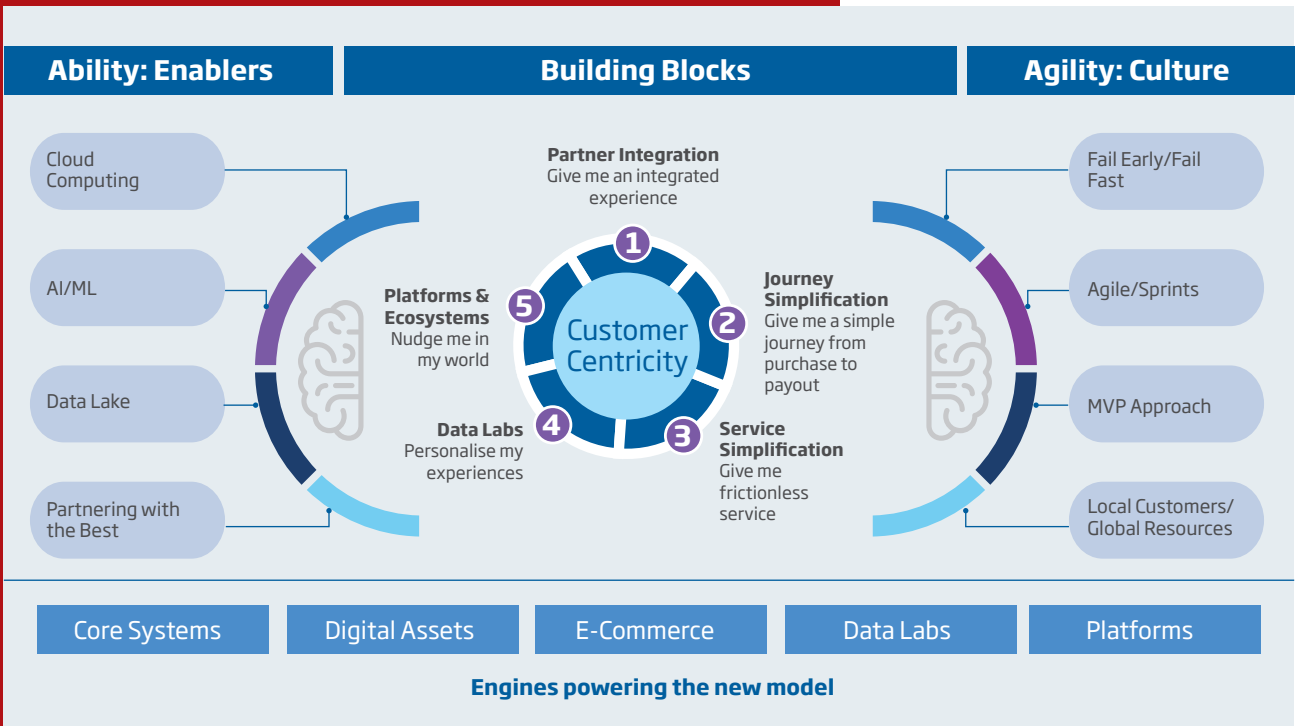 Ability: Enablers
Building Blocks
Agility: Culture
Cloud
Computing
AI/ML
Data Lake
Partnering with
the Best
Partner Integration
Give me an integrated
experience
1
Journey
Simplification
Give me a simple
journey from
purchase to
payout
2
Service
Simplification
Give me
frictionless
service
3
Data Labs
Personalise my
experiences
4
Platforms &
Ecosystems
Nudge me in
my world
5
Customer
Centricity
Fail Early/Fail
Fast
Agile/Sprints
MVP Approach
Local Customers/
Global Resources
Core Systems
Digital Assets
E-Commerce
Data Labs
Platforms
Engines powering the new model